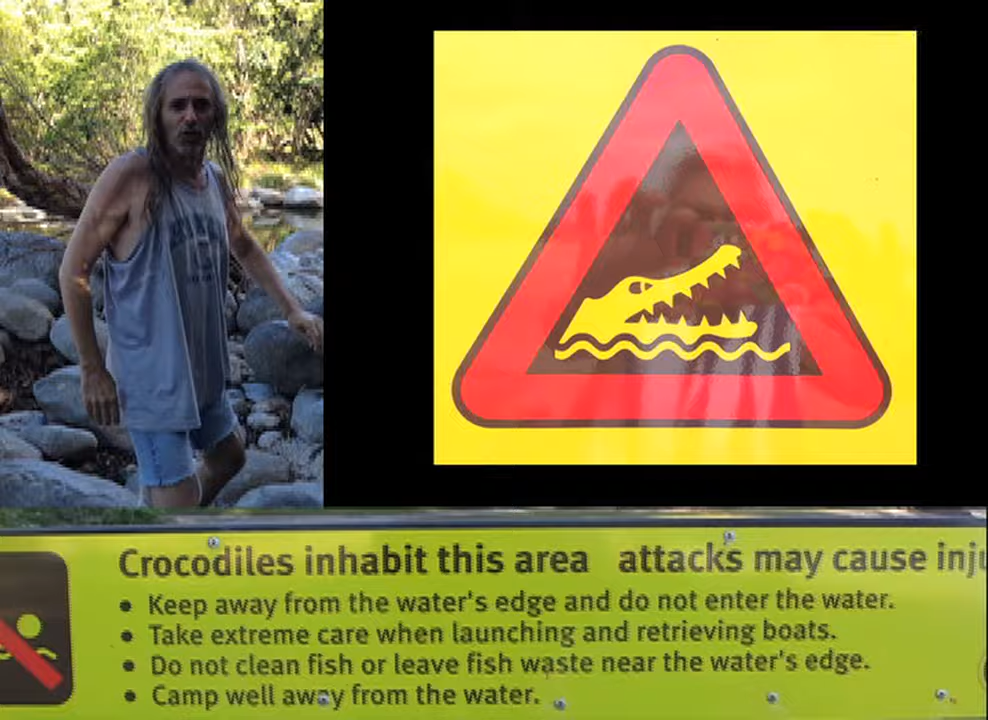 Crocodiles inhabit this area attacks may cause inju
• Keep away from the water's edge and do not enter the water.
• Take extreme care when launching and retrieving boats.
• Do not clean fish or leave fish waste near the water's edge.
• Camp well away from the water.